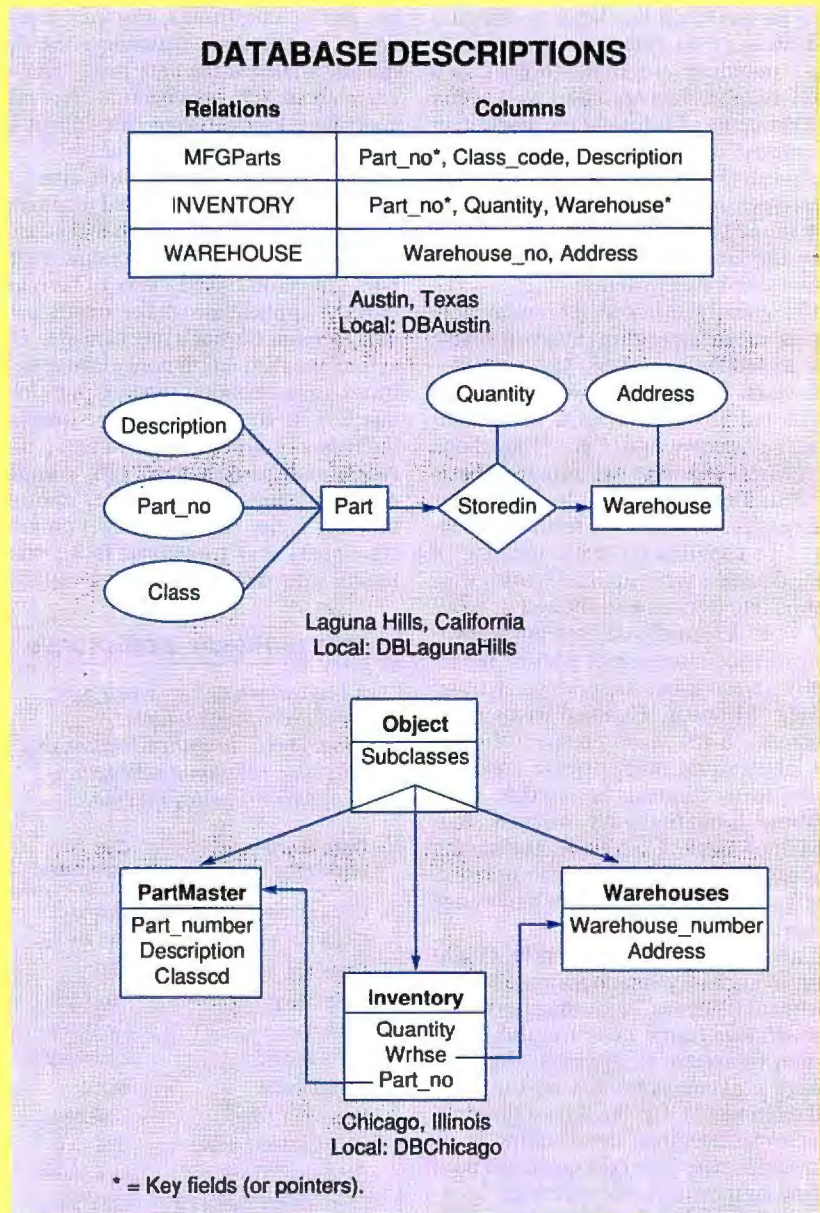 DATABASE DESCRIPTIONS
Relations Columns
MFGParts Part_no*, Class_code, Description
INVENTORY Part_no*, Quantity, Warehouse*
WAREHOUSE Warehouse_no, Address
Austin, Texas
Local: DBAustin
Quantity Address
Description
Part_no Part Storedin Warehouse
Class
Laguna Hills, California
Local: DBLagunaHills
Object
Subclasses
PartMaster
Part_number
Description
Classcd
Warehouses
Warehouse_number
Address
Inventory
Quantity
Wrhse
Part_no
Chicago, Illinois
Local: DBChicago
* = Key fields (or pointers).